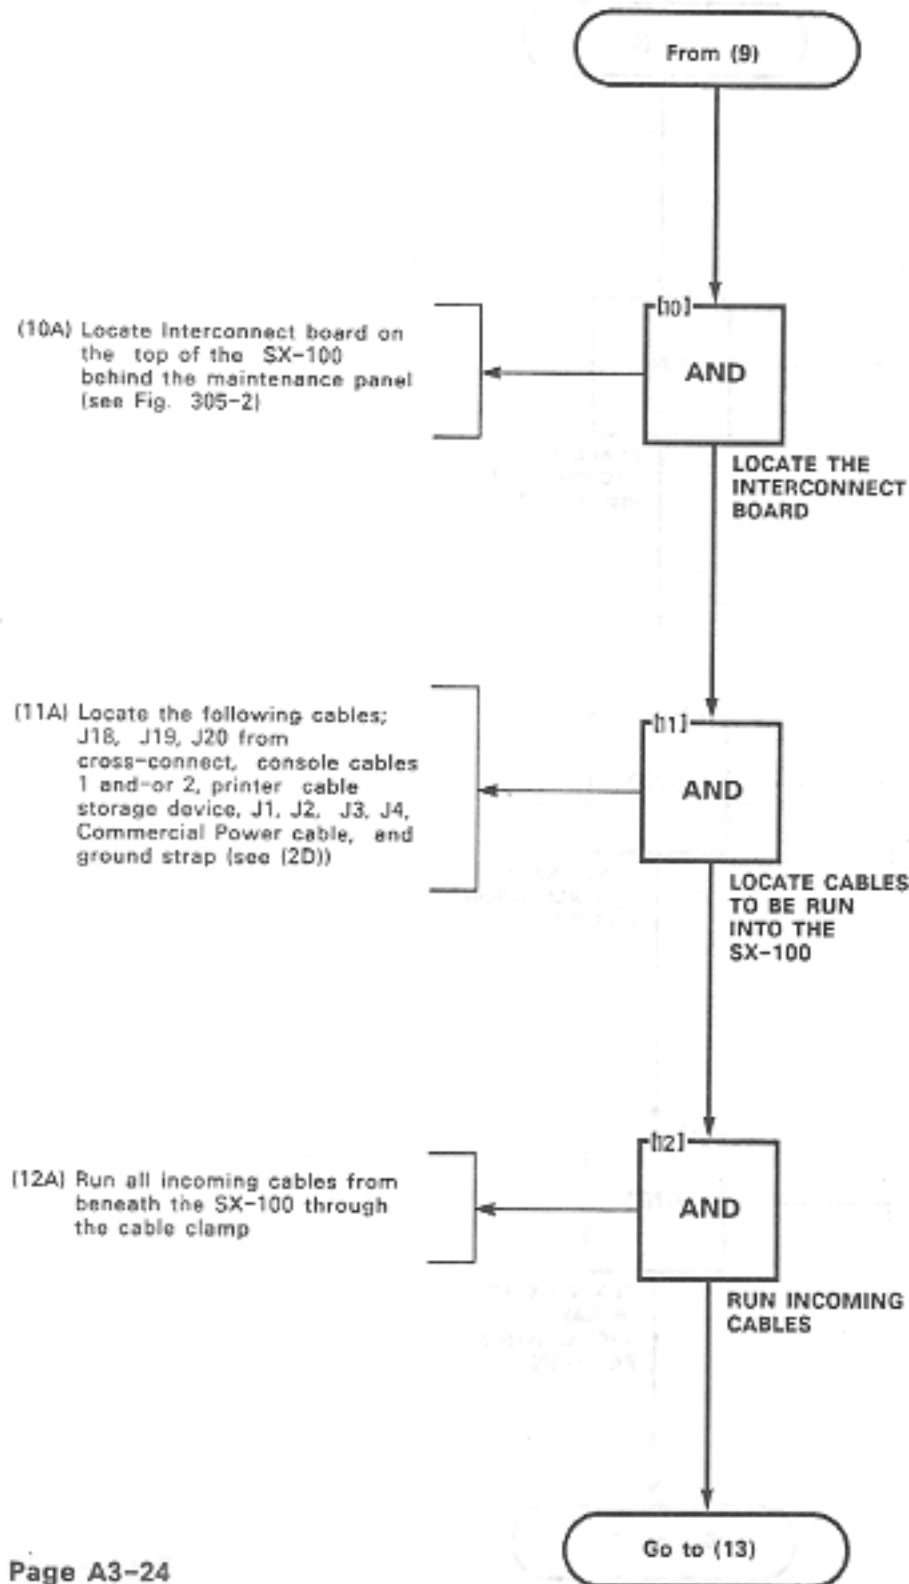 From (9)
[10]
AND
(10A) Locate Interconnect board on
the top of the SX-100
behind the maintenance panel
(see Fig. 305-2)
LOCATE THE
INTERCONNECT
BOARD
[11]
AND
(11A) Locate the following cables;
J18, J19, J20 from
cross-connect, console cables
1 and-or 2, printer cable
storage device, J1, J2, J3, J4,
Commercial Power cable, and
ground strap (see (2D))
LOCATE CABLES
TO BE RUN
INTO THE
SX-100
[12]
AND
(12A) Run all incoming cables from
beneath the SX-100 through
the cable clamp
RUN INCOMING
CABLES
Go to (13)
Page A3-24